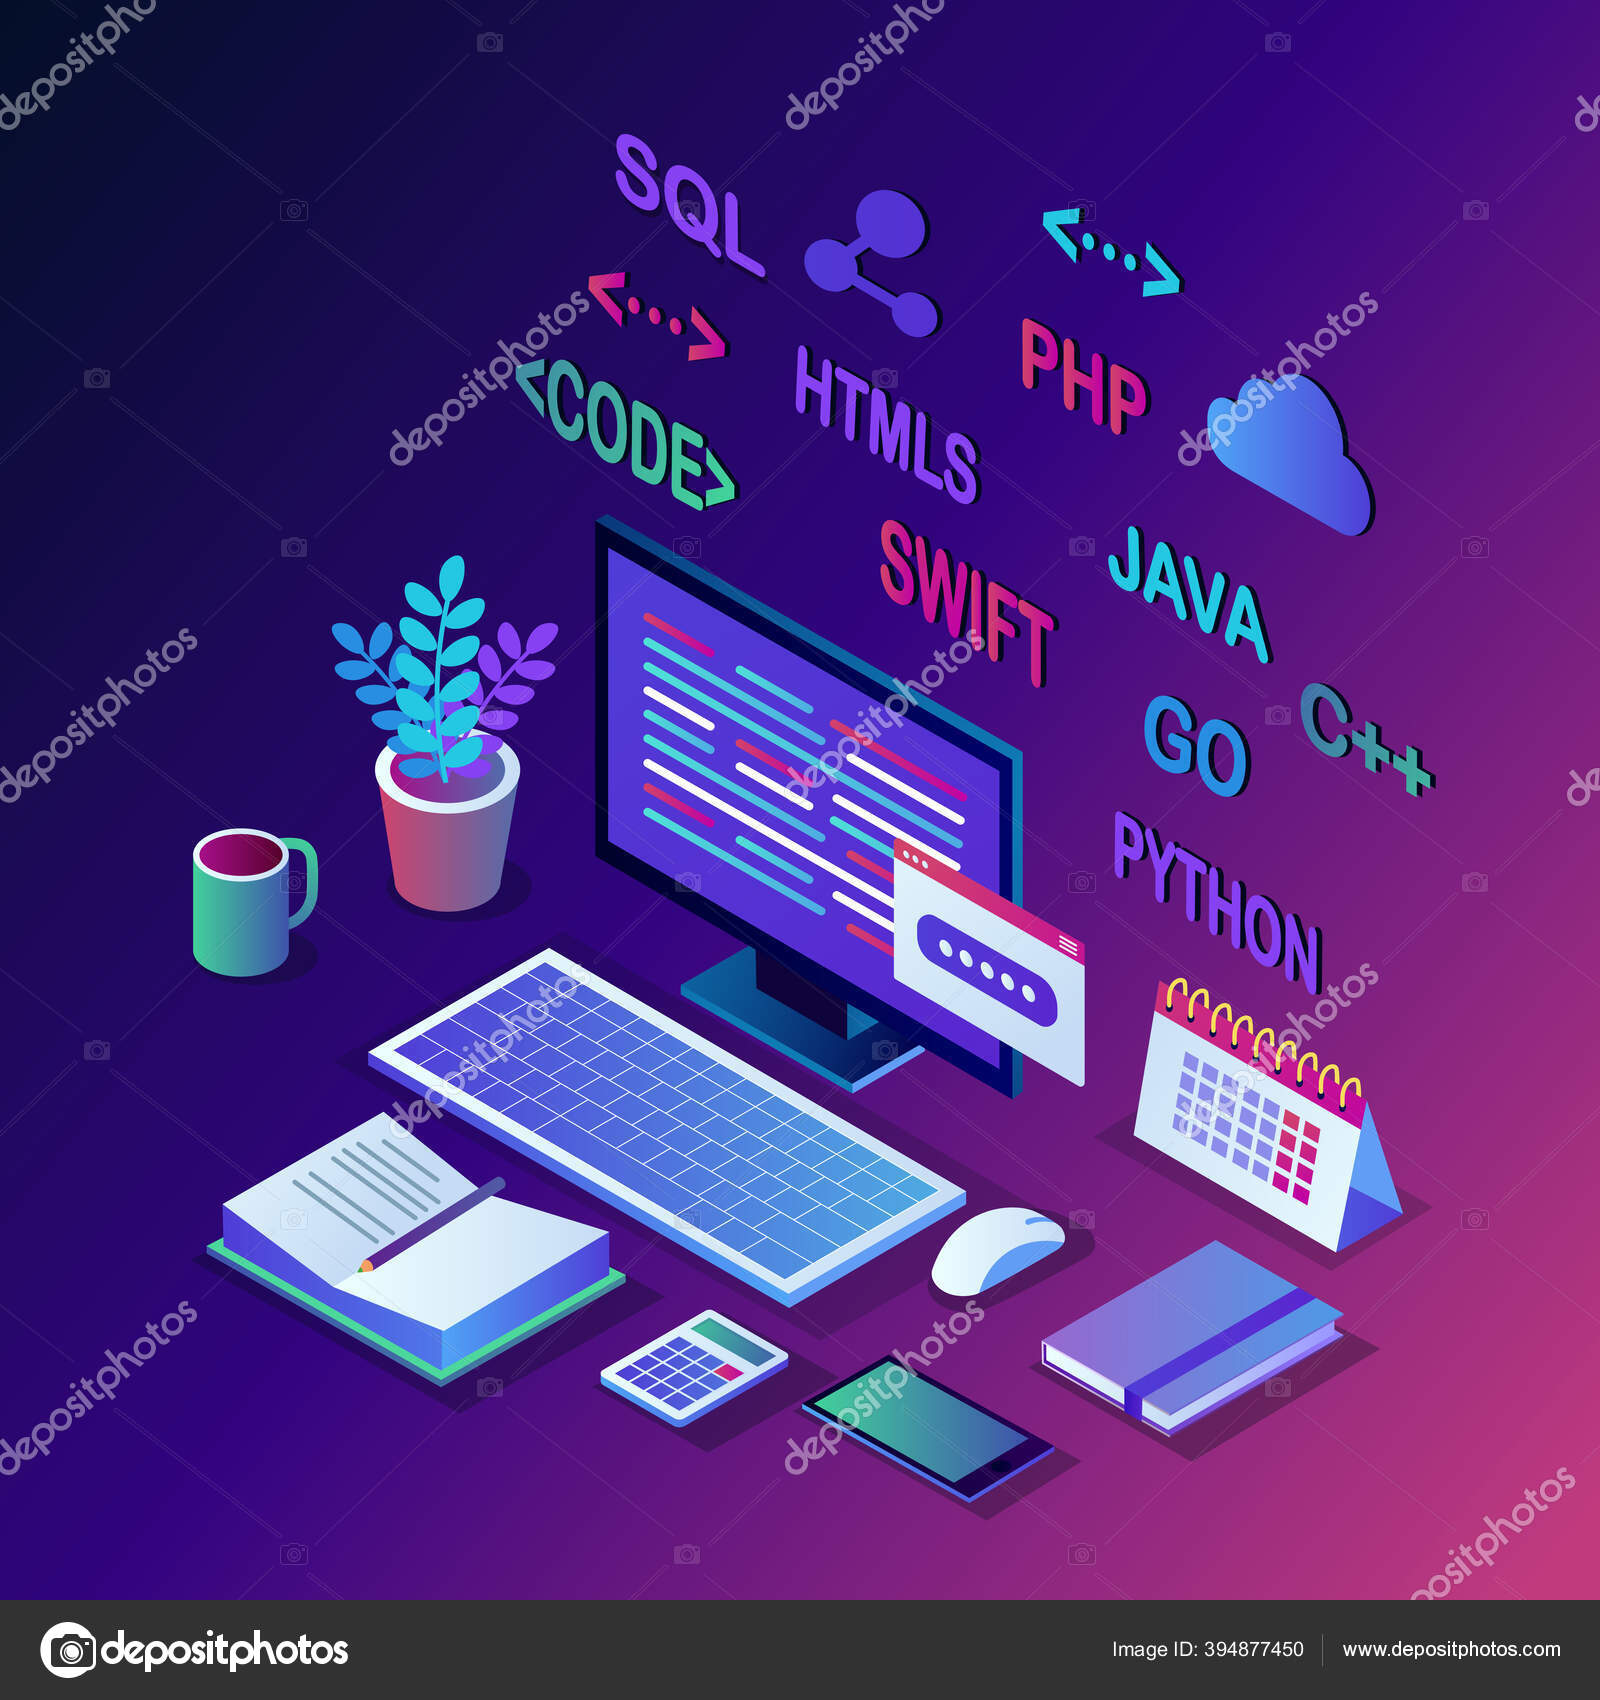 SQL
<...>
<...>
PHP
HTMLS
<CODE>
SWIFT
JAVA
GO
C++
PYTHON
depositphotos
Image ID: 394877450
www.depositphotos.com